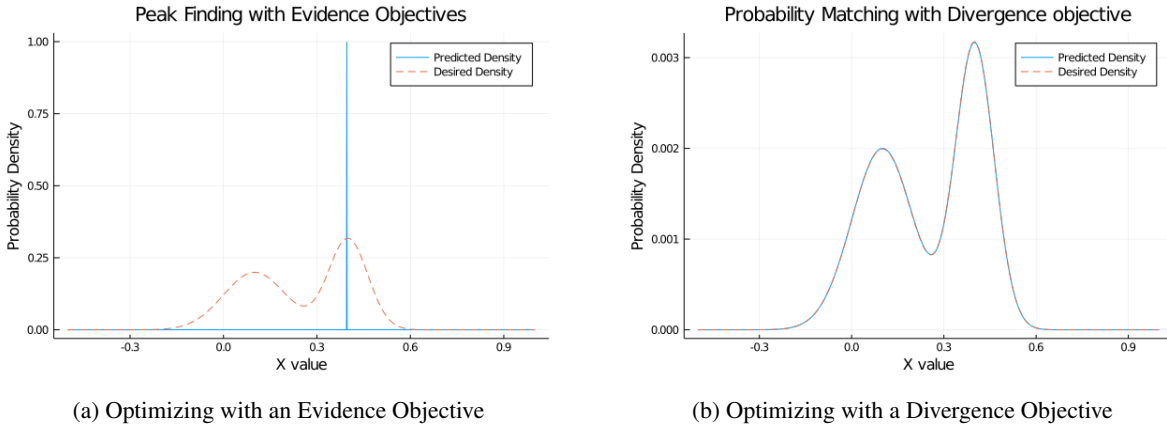 Peak Finding with Evidence Objectives
1.00
0.75
0.50
0.25
0.00
Probability Density
Predicted Density
Desired Density
-0.3
0.0
0.3
0.6
0.9
X value
(a) Optimizing with an Evidence Objective
Probability Matching with Divergence objective
0.003
0.002
0.001
0.000
Probability Density
Predicted Density
Desired Density
-0.3
0.0
0.3
0.6
0.9
X value
(b) Optimizing with a Divergence Objective